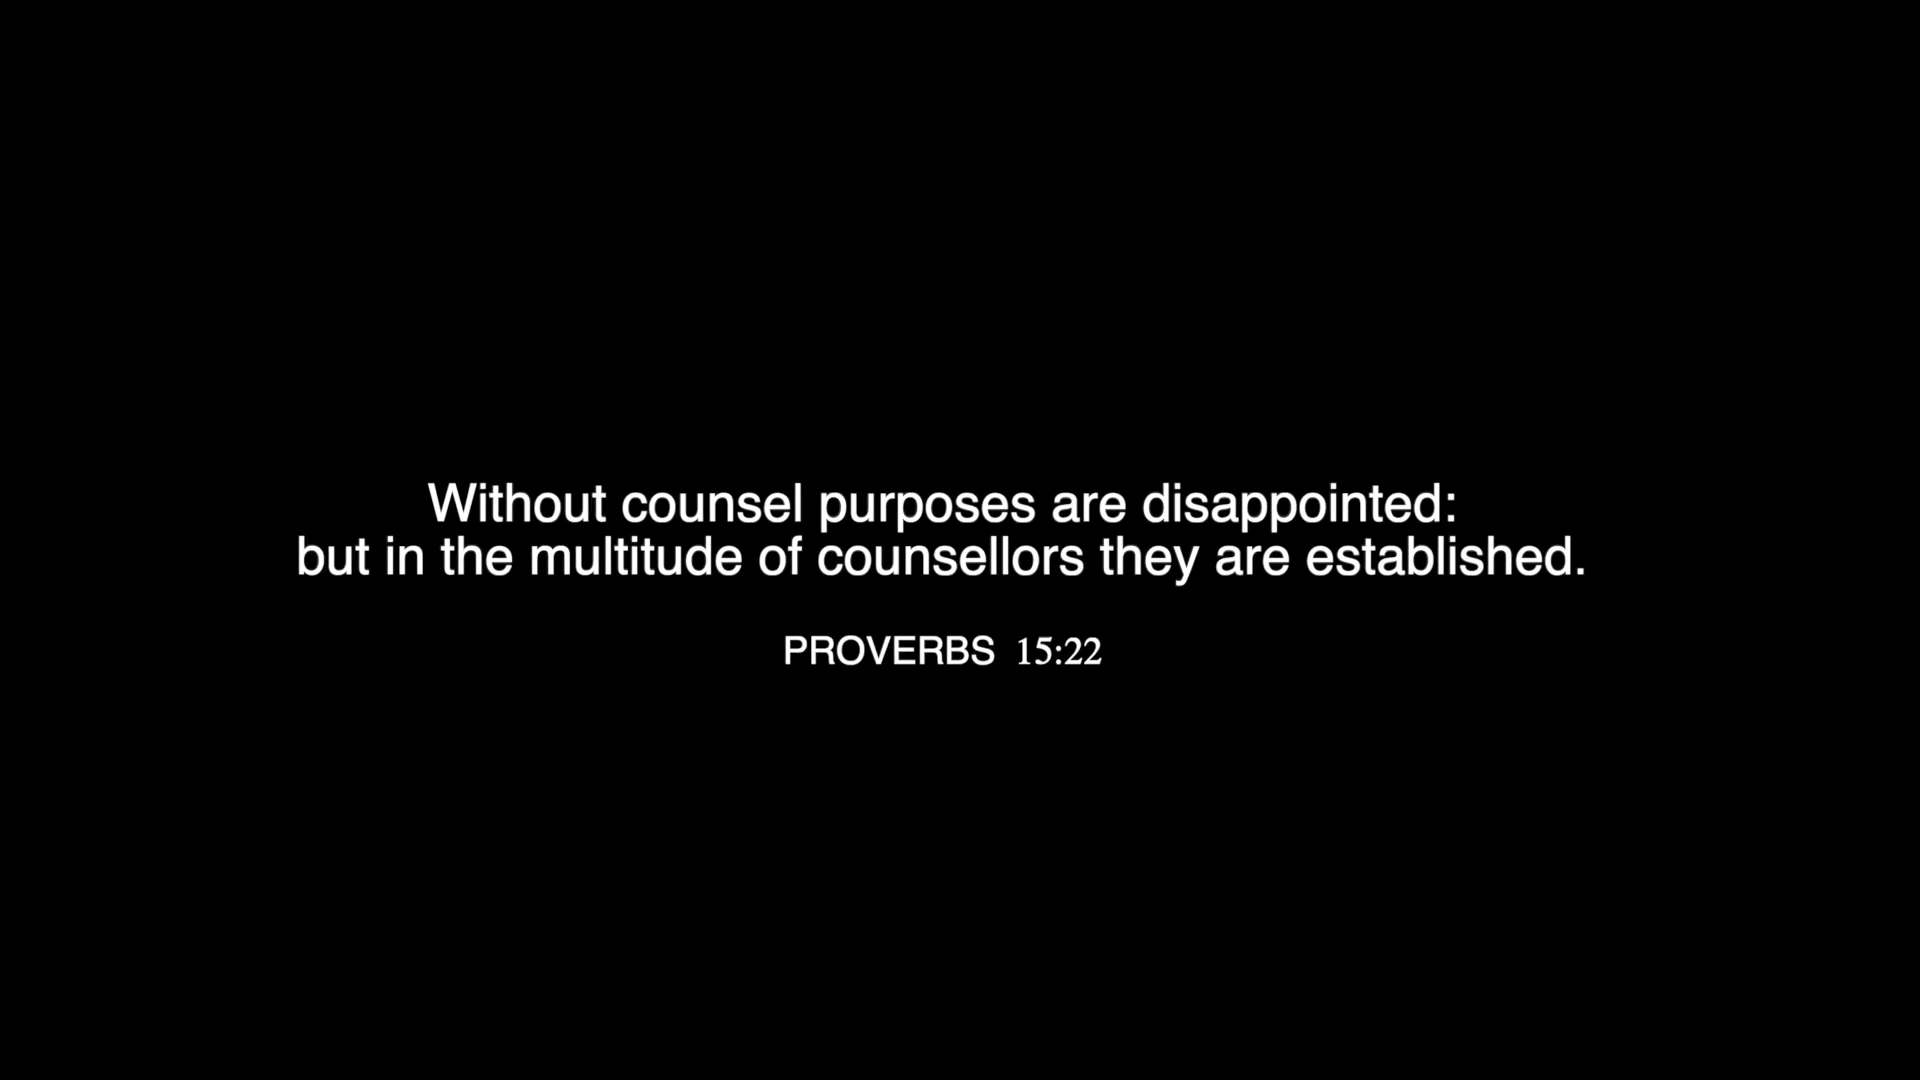 Without counsel purposes are disappointed:
but in the multitude of counsellors they are established.
PROVERBS 15:22